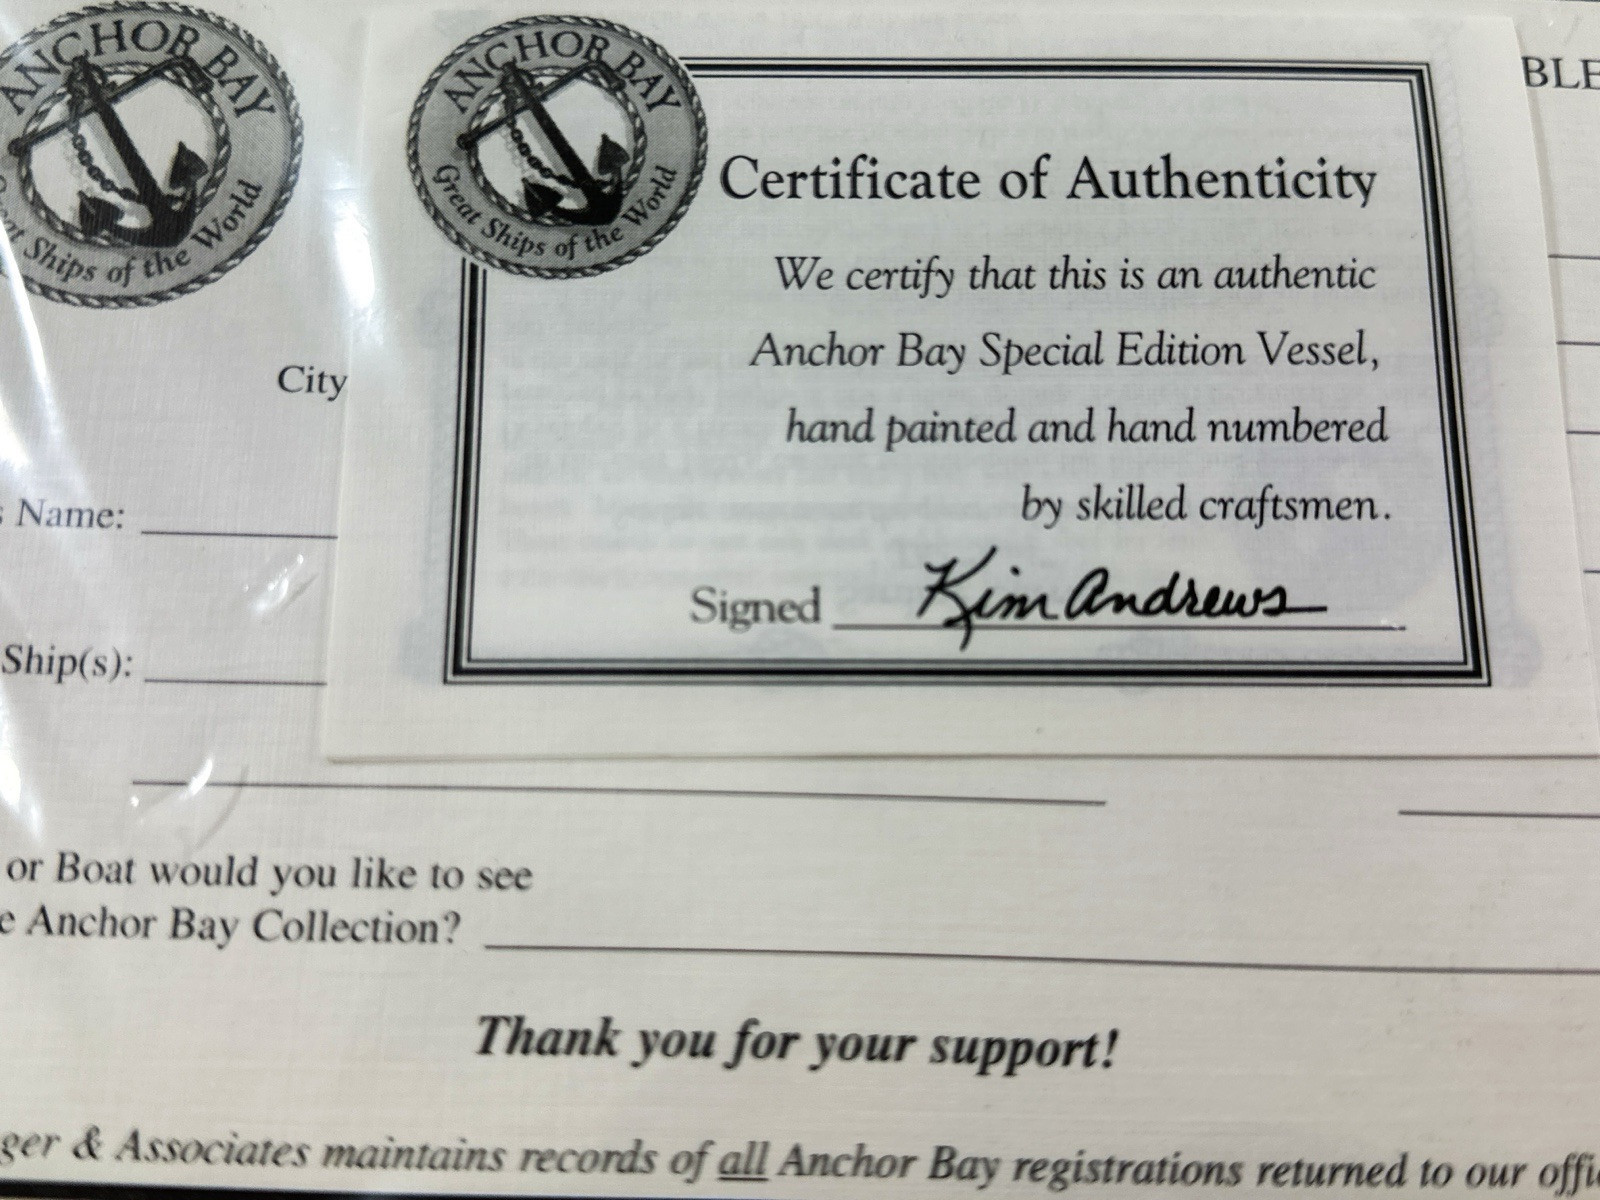 ANCHOR BAY
Great Ships of the World
ANCHOR BAY
Ships of the World
BLE
Certificate of Authenticity
We certify that this is an authentic
Anchor Bay Special Edition Vessel,
hand painted and hand numbered
by skilled craftsmen.
Signed Kim Andrews
City
Name:
Ship(s):
or Boat would you like to see
e Anchor Bay Collection?
Thank you for your support!
ger & Associates maintains records of all Anchor Bay registrations returned to our offi